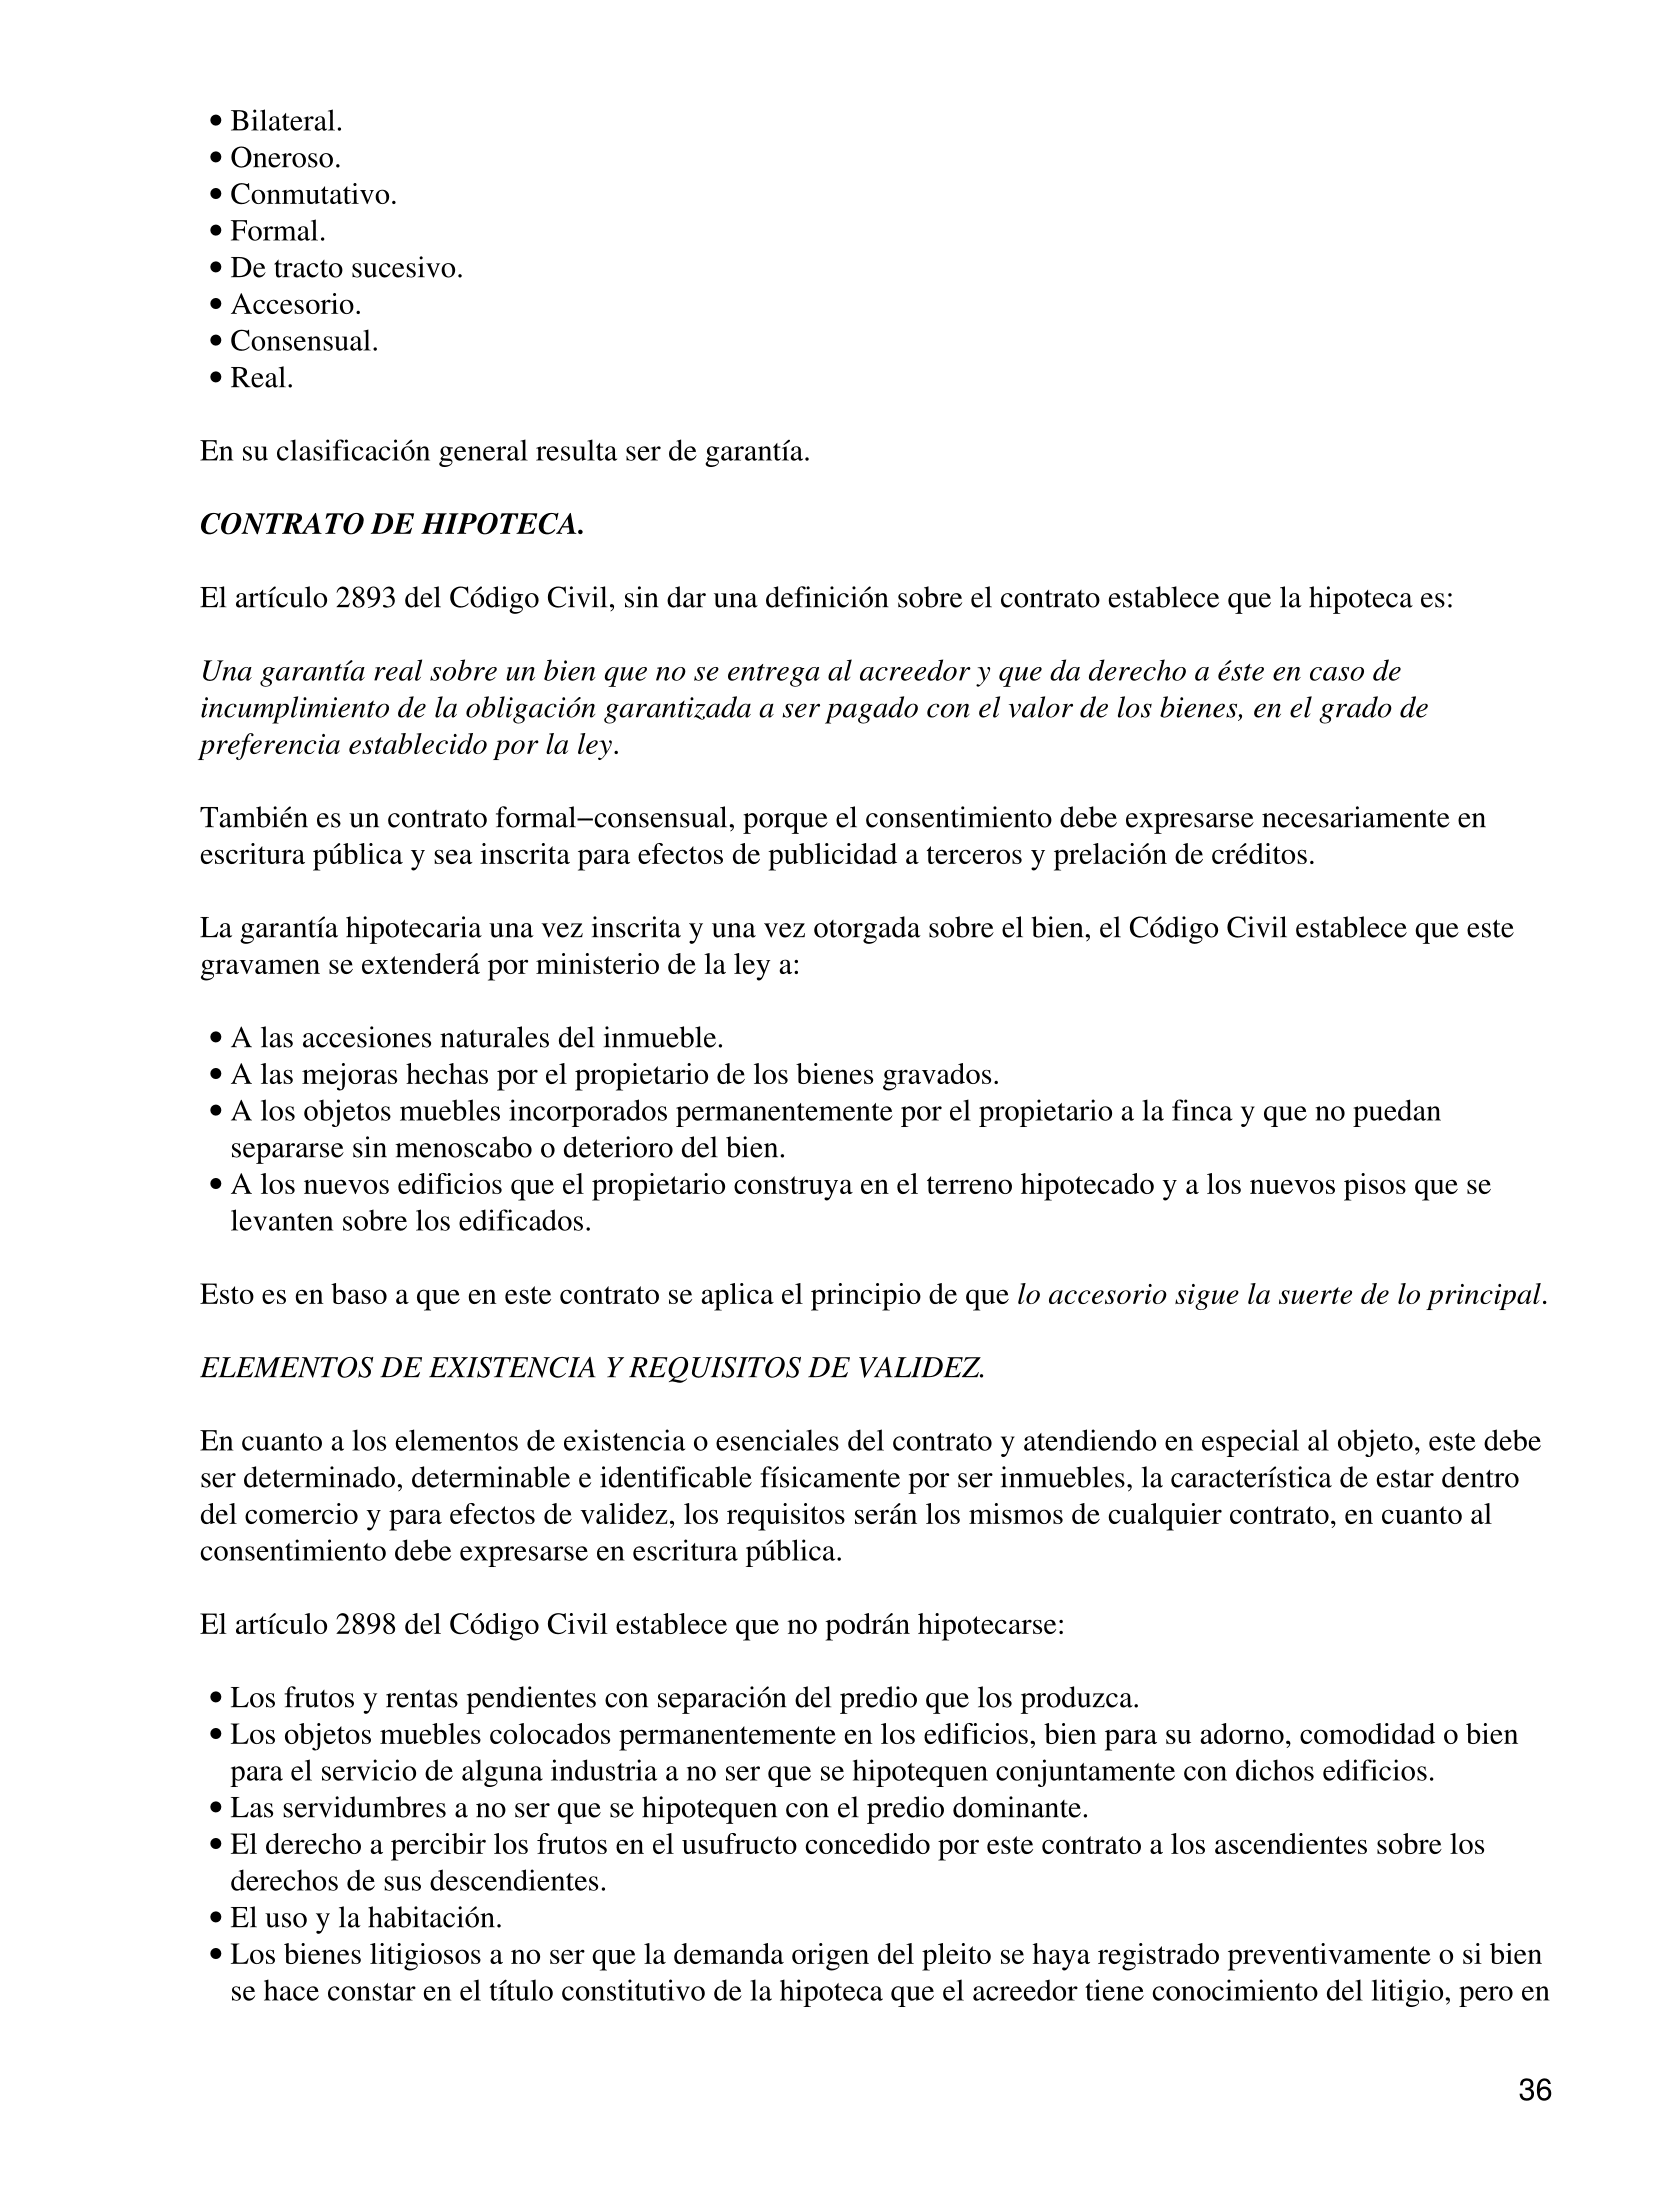 • Bilateral.
• Oneroso.
• Conmutativo.
• Formal.
• De tracto sucesivo.
• Accesorio.
• Consensual.
• Real.
En su clasificación general resulta ser de garantía.
CONTRATO DE HIPOTECA.
El artículo 2893 del Código Civil, sin dar una definición sobre el contrato establece que la hipoteca es:
Una garantía real sobre un bien que no se entrega al acreedor y que da derecho a éste en caso de
incumplimiento de la obligación garantizada a ser pagado con el valor de los bienes, en el grado de
preferencia establecido por la ley.
También es un contrato formal−consensual, porque el consentimiento debe expresarse necesariamente en
escritura pública y sea inscrita para efectos de publicidad a terceros y prelación de créditos.
La garantía hipotecaria una vez inscrita y una vez otorgada sobre el bien, el Código Civil establece que este
gravamen se extenderá por ministerio de la ley a:
• A las accesiones naturales del inmueble.
• A las mejoras hechas por el propietario de los bienes gravados.
• A los objetos muebles incorporados permanentemente por el propietario a la finca y que no puedan
separarse sin menoscabo o deterioro del bien.
• A los nuevos edificios que el propietario construya en el terreno hipotecado y a los nuevos pisos que se
levanten sobre los edificados.
Esto es en baso a que en este contrato se aplica el principio de que lo accesorio sigue la suerte de lo principal.
ELEMENTOS DE EXISTENCIA Y REQUISITOS DE VALIDEZ.
En cuanto a los elementos de existencia o esenciales del contrato y atendiendo en especial al objeto, este debe
ser determinado, determinable e identificable físicamente por ser inmuebles, la característica de estar dentro
del comercio y para efectos de validez, los requisitos serán los mismos de cualquier contrato, en cuanto al
consentimiento debe expresarse en escritura pública.
El artículo 2898 del Código Civil establece que no podrán hipotecarse:
• Los frutos y rentas pendientes con separación del predio que los produzca.
• Los objetos muebles colocados permanentemente en los edificios, bien para su adorno, comodidad o bien
para el servicio de alguna industria a no ser que se hipotequen conjuntamente con dichos edificios.
• Las servidumbres a no ser que se hipotequen con el predio dominante.
• El derecho a percibir los frutos en el usufructo concedido por este contrato a los ascendientes sobre los
derechos de sus descendientes.
• El uso y la habitación.
• Los bienes litigiosos a no ser que la demanda origen del pleito se haya registrado preventivamente o si bien
se hace constar en el título constitutivo de la hipoteca que el acreedor tiene conocimiento del litigio, pero en
36